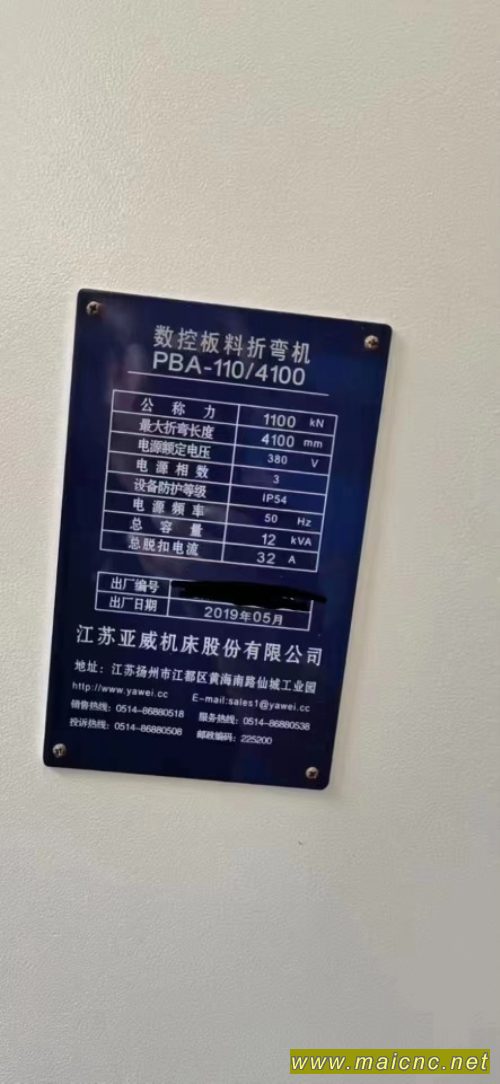 数控板料折弯机
PBA-110/4100
公称力 1100 kN
最大折弯长度 4100 mm
电源额定电压 380 V
电源相数 3
设备防护等级 IP54
电源频率 50 Hz
总容量 12 kVA
总脱扣电流 32 A
出厂编号
出厂日期 2019年05月
江苏亚威机床股份有限公司
地址：江苏扬州市江都区黄海南路仙城工业园
http://www.yawei.cc E-mail:sales1@yawei.cc
销售热线：0514-86880518 服务热线：0514-86880538
投诉热线：0514-86880508 邮政编码：225200
www.maicnc.net